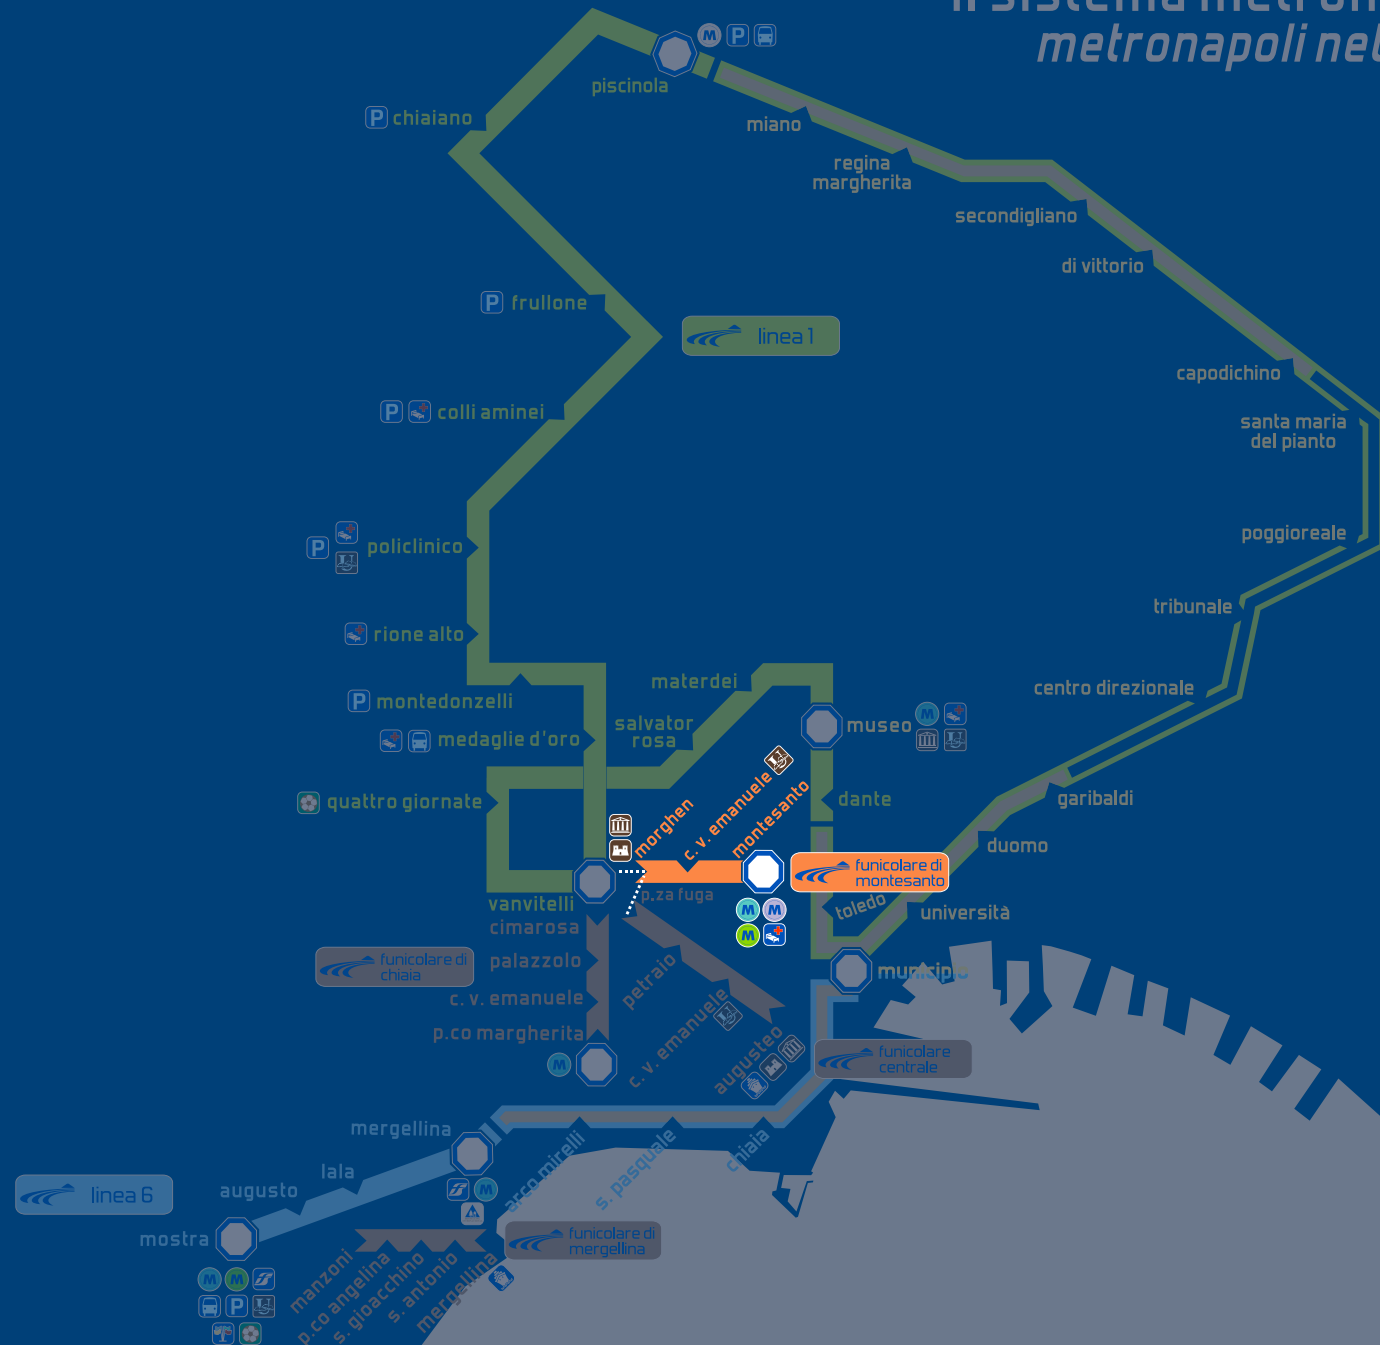 metronapoli
piscinola
chiaiano
miano
regina
margherita
secondigliano
di vittorio
frullone
linea 1
capodichino
colli aminei
santa maria
del pianto
poggioreale
policlinico
tribunale
rione alto
materdei
centro direzionale
montedonzelli
salvator
rosa
museo
medaglie d'oro
quattro giornate
dante
garibaldi
morghen
c. v. emanuele
montesanto
duomo
funicolare di
montesanto
p.za fuga
vanvitelli
toledo
università
cimarosa
funicolare di
chiaia
palazzolo
municipio
petraio
c. v. emanuele
c. v. emanuele
p.co margherita
augusteo
funicolare
centrale
mergellina
arco mirelli
s. pasquale
chiaia
lala
augusto
linea 6
mostra
funicolare di
mergellina
manzoni
p.co angelina
s. gioacchino
s. antonio
mergellina